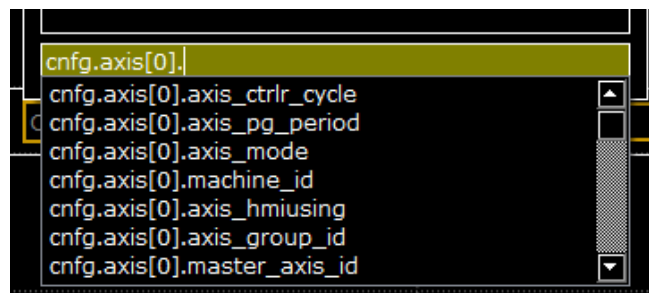 cnfg.axis[0].
cnfg.axis[0].axis_ctrlr_cycle
cnfg.axis[0].axis_pg_period
cnfg.axis[0].axis_mode
cnfg.axis[0].machine_id
cnfg.axis[0].axis_hmiusing
cnfg.axis[0].axis_group_id
cnfg.axis[0].master_axis_id